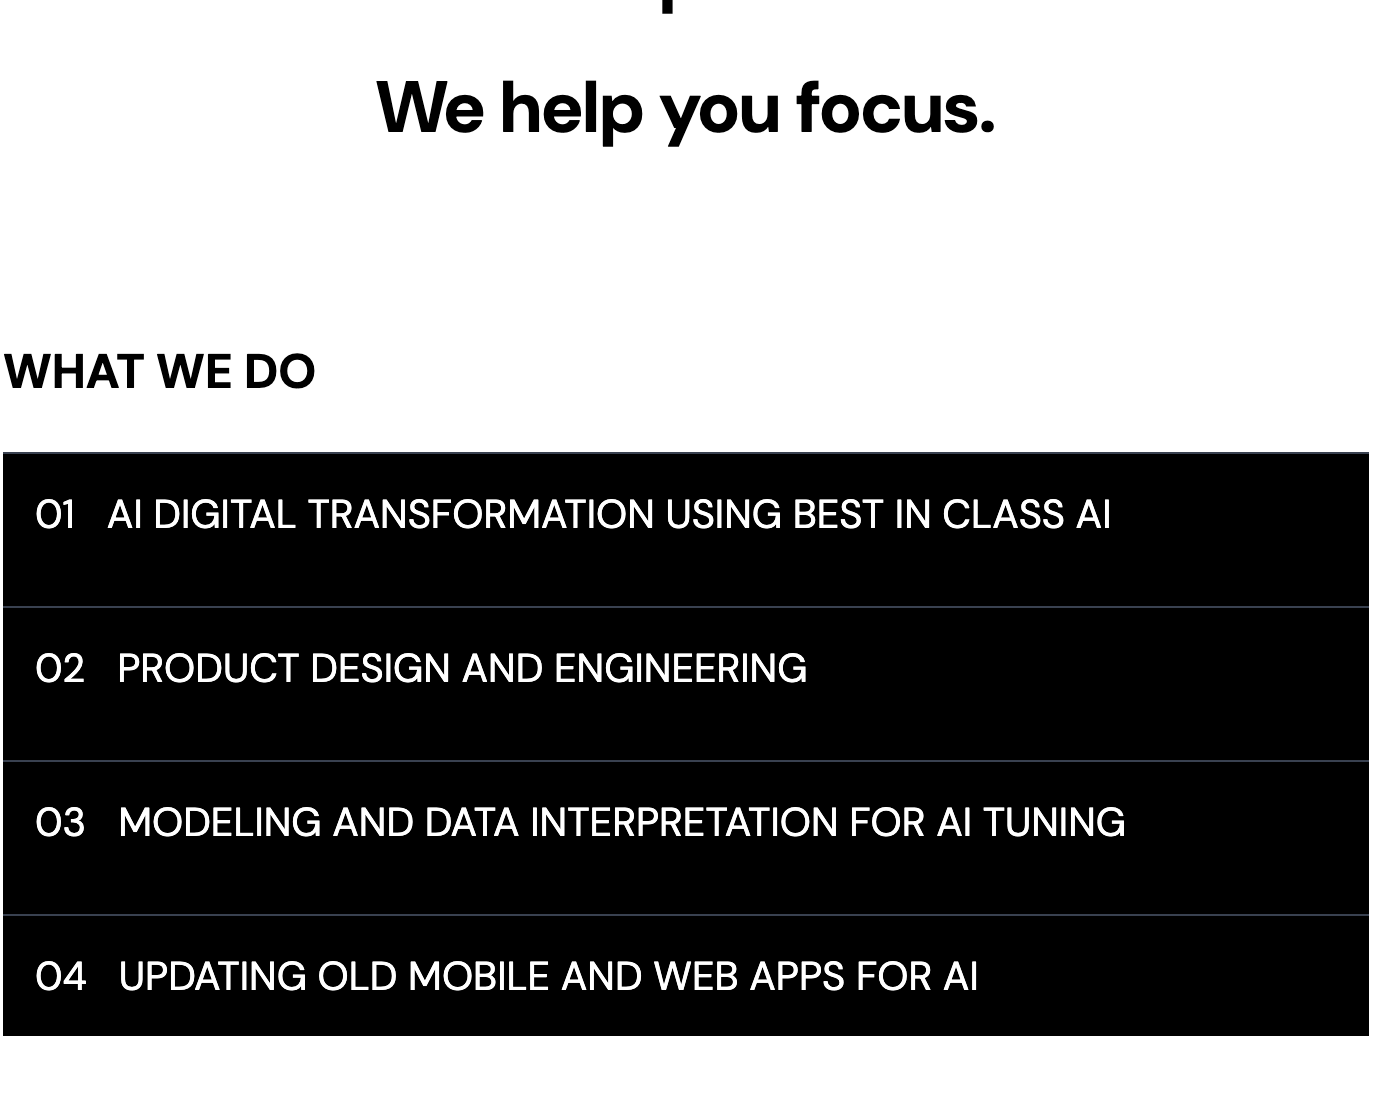 We help you focus.
WHAT WE DO
01 AI DIGITAL TRANSFORMATION USING BEST IN CLASS AI
02 PRODUCT DESIGN AND ENGINEERING
03 MODELING AND DATA INTERPRETATION FOR AI TUNING
04 UPDATING OLD MOBILE AND WEB APPS FOR AI